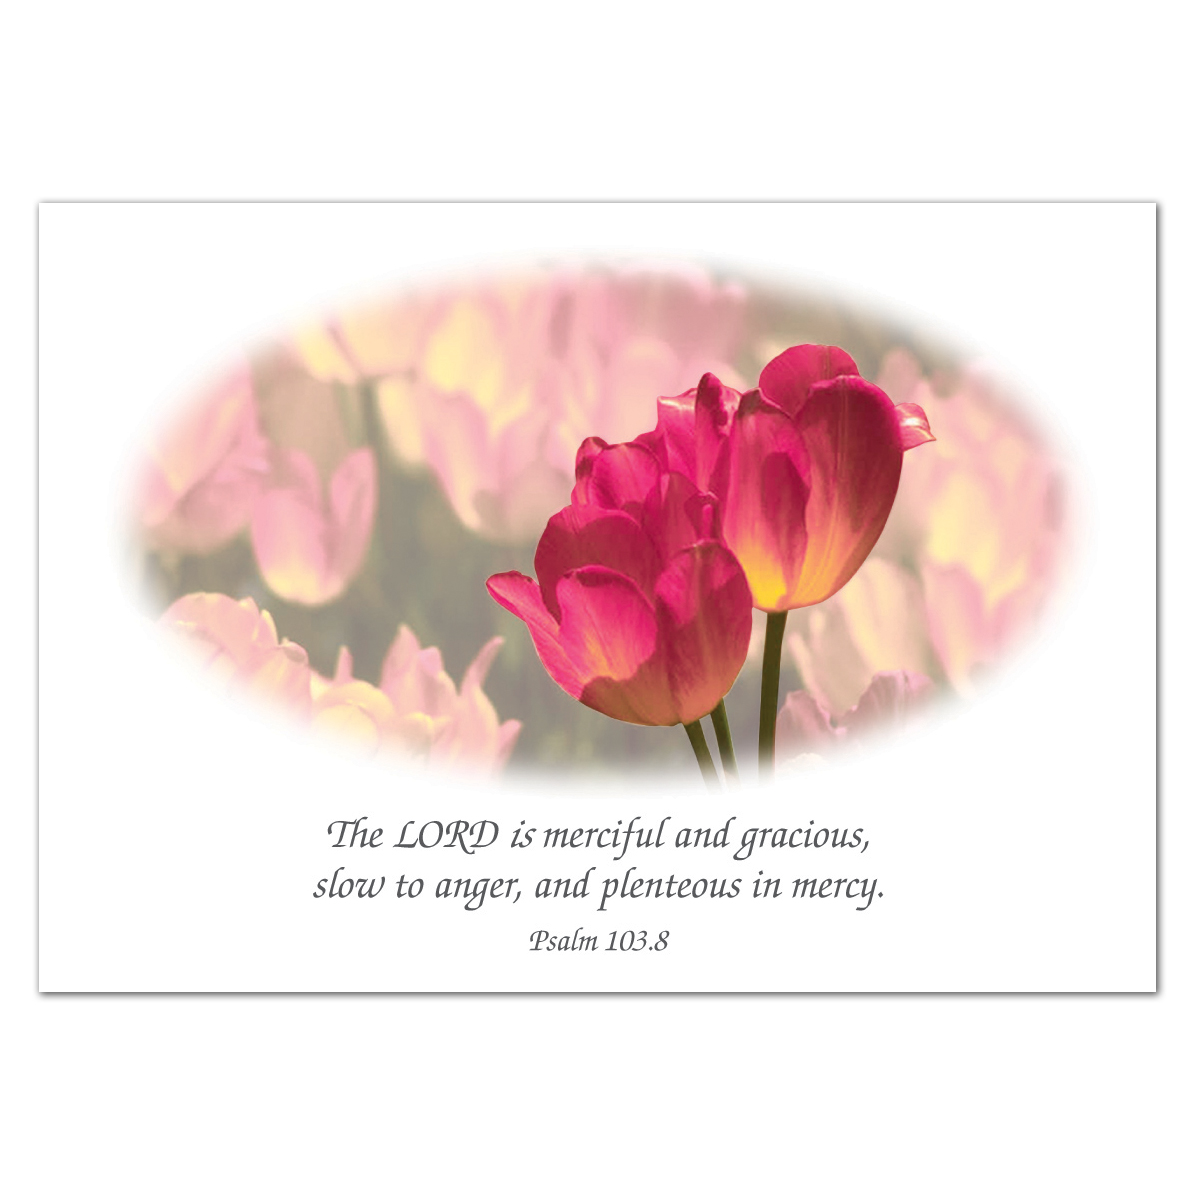 The LORD is merciful and gracious,
slow to anger, and plenteous in mercy.
Psalm 103.8